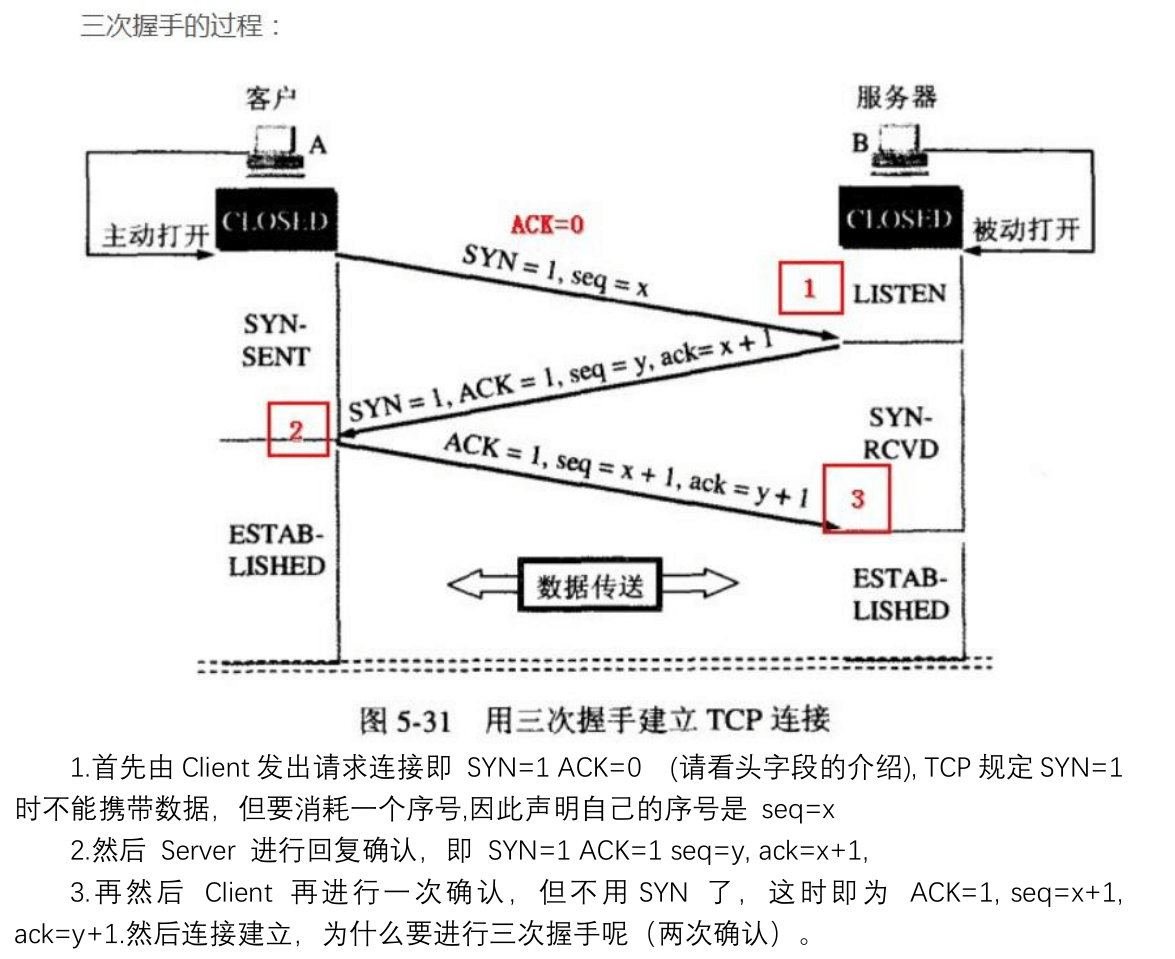 三次握手的过程：
客户
服务器
A
B
CLOSED
CLOSED
主动打开
被动打开
ACK=0
SYN = 1, seq = x
1
LISTEN
SYN-
SENT
SYN = 1, ACK = 1, seq = y, ack= x + 1
2
SYN-
RCVD
ACK = 1, seq = x + 1, ack = y + 1
3
ESTAB-
LISHED
数据传送
ESTAB-
LISHED
图 5-31 用三次握手建立 TCP 连接
1.首先由 Client 发出请求连接即 SYN=1 ACK=0 (请看头字段的介绍), TCP 规定 SYN=1
时不能携带数据，但要消耗一个序号,因此声明自己的序号是 seq=x
2.然后 Server 进行回复确认，即 SYN=1 ACK=1 seq=y, ack=x+1,
3.再然后 Client 再进行一次确认，但不用 SYN 了，这时即为 ACK=1, seq=x+1,
ack=y+1.然后连接建立，为什么要进行三次握手呢（两次确认）。